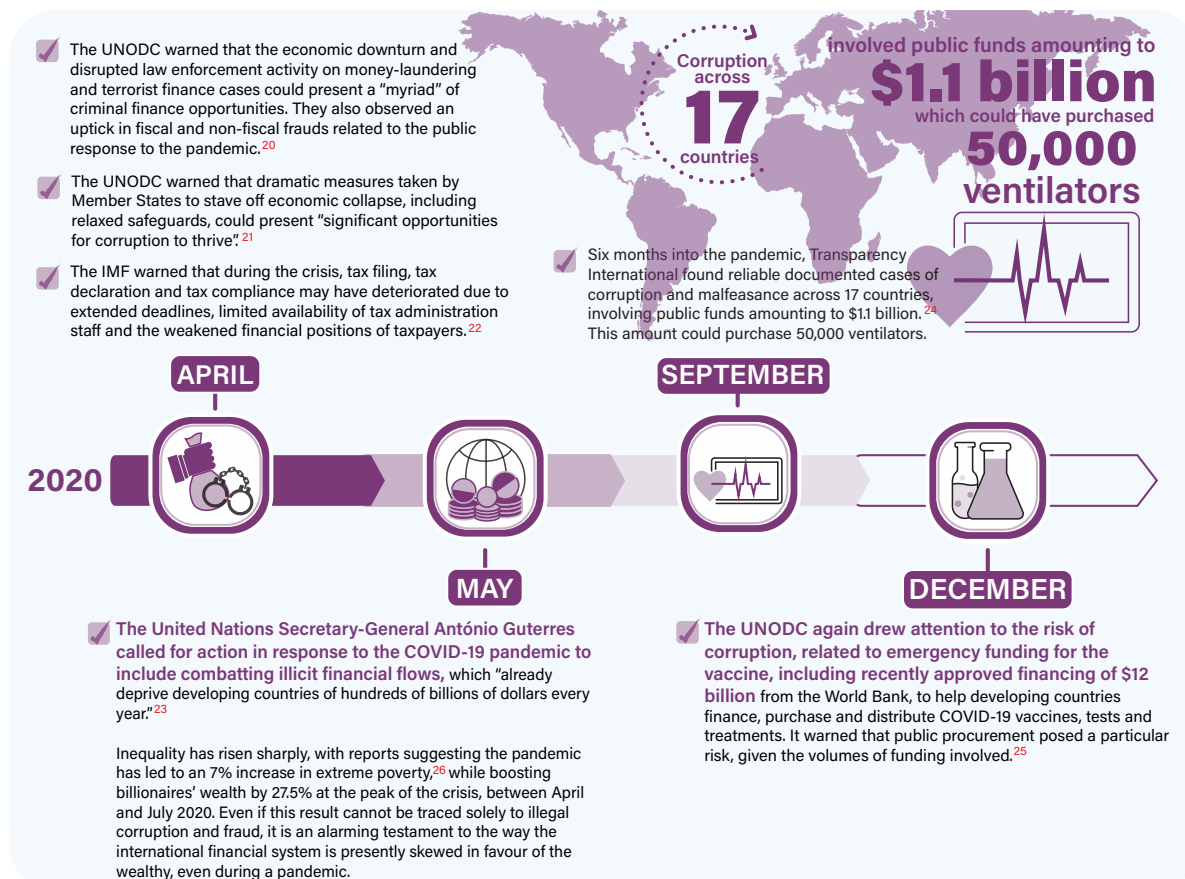 The UNODC warned that the economic downturn and
disrupted law enforcement activity on money-laundering
and terrorist finance cases could present a “myriad” of
criminal finance opportunities. They also observed an
uptick in fiscal and non-fiscal frauds related to the public
response to the pandemic.20
The UNODC warned that dramatic measures taken by
Member States to stave off economic collapse, including
relaxed safeguards, could present “significant opportunities
for corruption to thrive”.21
The IMF warned that during the crisis, tax filing, tax
declaration and tax compliance may have deteriorated due to
extended deadlines, limited availability of tax administration
staff and the weakened financial positions of taxpayers.22
Corruption
across
17
countries
involved public funds amounting to
$1.1 billion
which could have purchased
50,000
ventilators
Six months into the pandemic, Transparency
International found reliable documented cases of
corruption and malfeasance across 17 countries,
involving public funds amounting to $1.1 billion.24
This amount could purchase 50,000 ventilators.
APRIL
SEPTEMBER
2020
MAY
DECEMBER
The United Nations Secretary-General António Guterres
called for action in response to the COVID-19 pandemic to
include combatting illicit financial flows, which “already
deprive developing countries of hundreds of billions of dollars every
year.”23
Inequality has risen sharply, with reports suggesting the pandemic
has led to an 7% increase in extreme poverty,26 while boosting
billionaires’ wealth by 27.5% at the peak of the crisis, between April
and July 2020. Even if this result cannot be traced solely to illegal
corruption and fraud, it is an alarming testament to the way the
international financial system is presently skewed in favour of the
wealthy, even during a pandemic.
The UNODC again drew attention to the risk of
corruption, related to emergency funding for the
vaccine, including recently approved financing of $12
billion from the World Bank, to help developing countries
finance, purchase and distribute COVID-19 vaccines, tests and
treatments. It warned that public procurement posed a particular
risk, given the volumes of funding involved.25